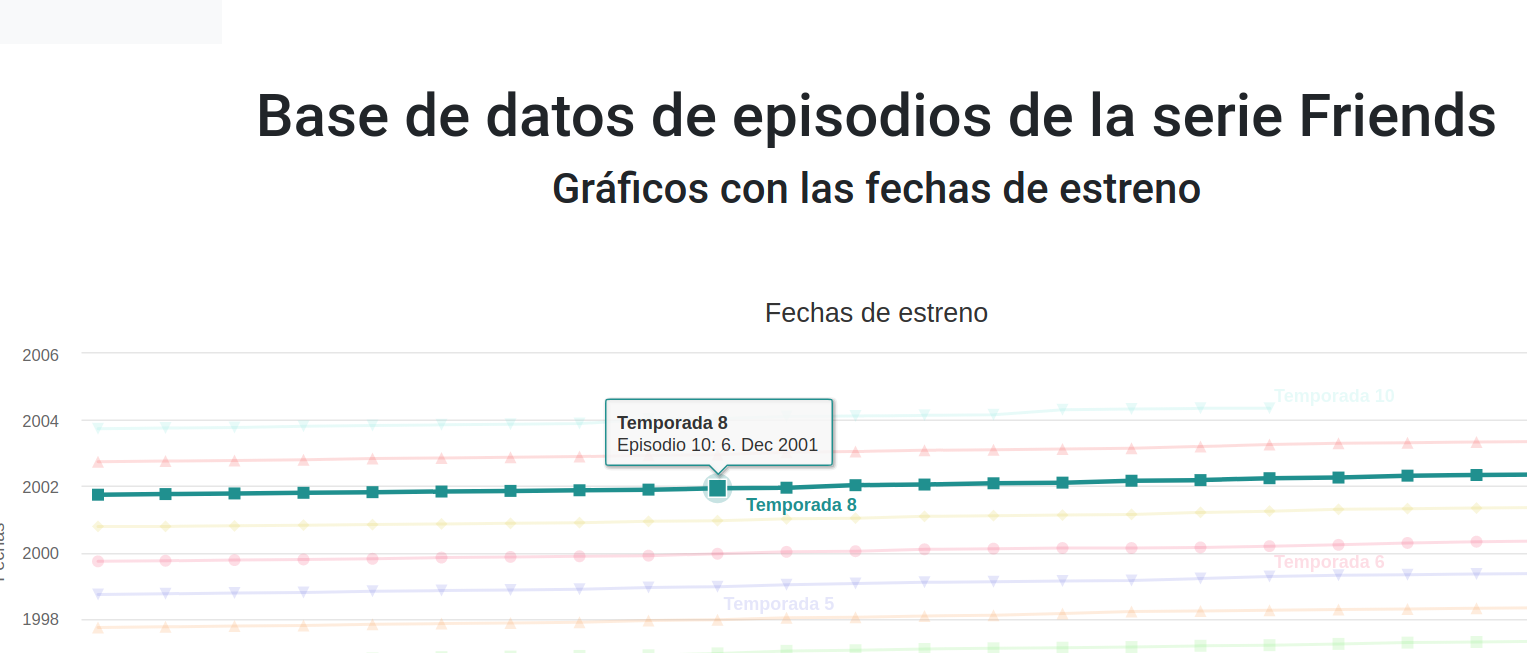 Base de datos de episodios de la serie Friends
Gráficos con las fechas de estreno
Fechas de estreno
2006
Temporada 10
2004
Temporada 8
Episodio 10: 6. Dec 2001
2002
Temporada 8
Fechas
2000
Temporada 6
Temporada 5
1998